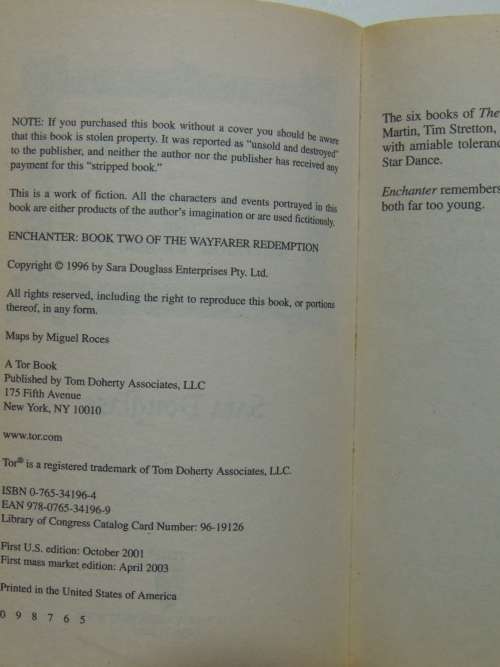 NOTE: If you purchased this book without a cover you should be aware
that this book is stolen property. It was reported as "unsold and destroyed"
to the publisher, and neither the author nor the publisher has received any
payment for this "stripped book."
This is a work of fiction. All the characters and events portrayed in this
book are either products of the author's imagination or are used fictitiously.
ENCHANTER: BOOK TWO OF THE WAYFARER REDEMPTION
Copyright © 1996 by Sara Douglass Enterprises Pty. Ltd.
All rights reserved, including the right to reproduce this book, or portions
thereof, in any form.
Maps by Miguel Roces
A Tor Book
Published by Tom Doherty Associates, LLC
175 Fifth Avenue
New York, NY 10010
www.tor.com
Tor® is a registered trademark of Tom Doherty Associates, LLC.
ISBN 0-765-34196-4
EAN 978-0765-34196-9
Library of Congress Catalog Card Number: 96-19126
First U.S. edition: October 2001
First mass market edition: April 2003
Printed in the United States of America
0 9 8 7 6 5
The six books of The
Martin, Tim Stretton,
with amiable toleranc
Star Dance.
Enchanter remembers
both far too young.